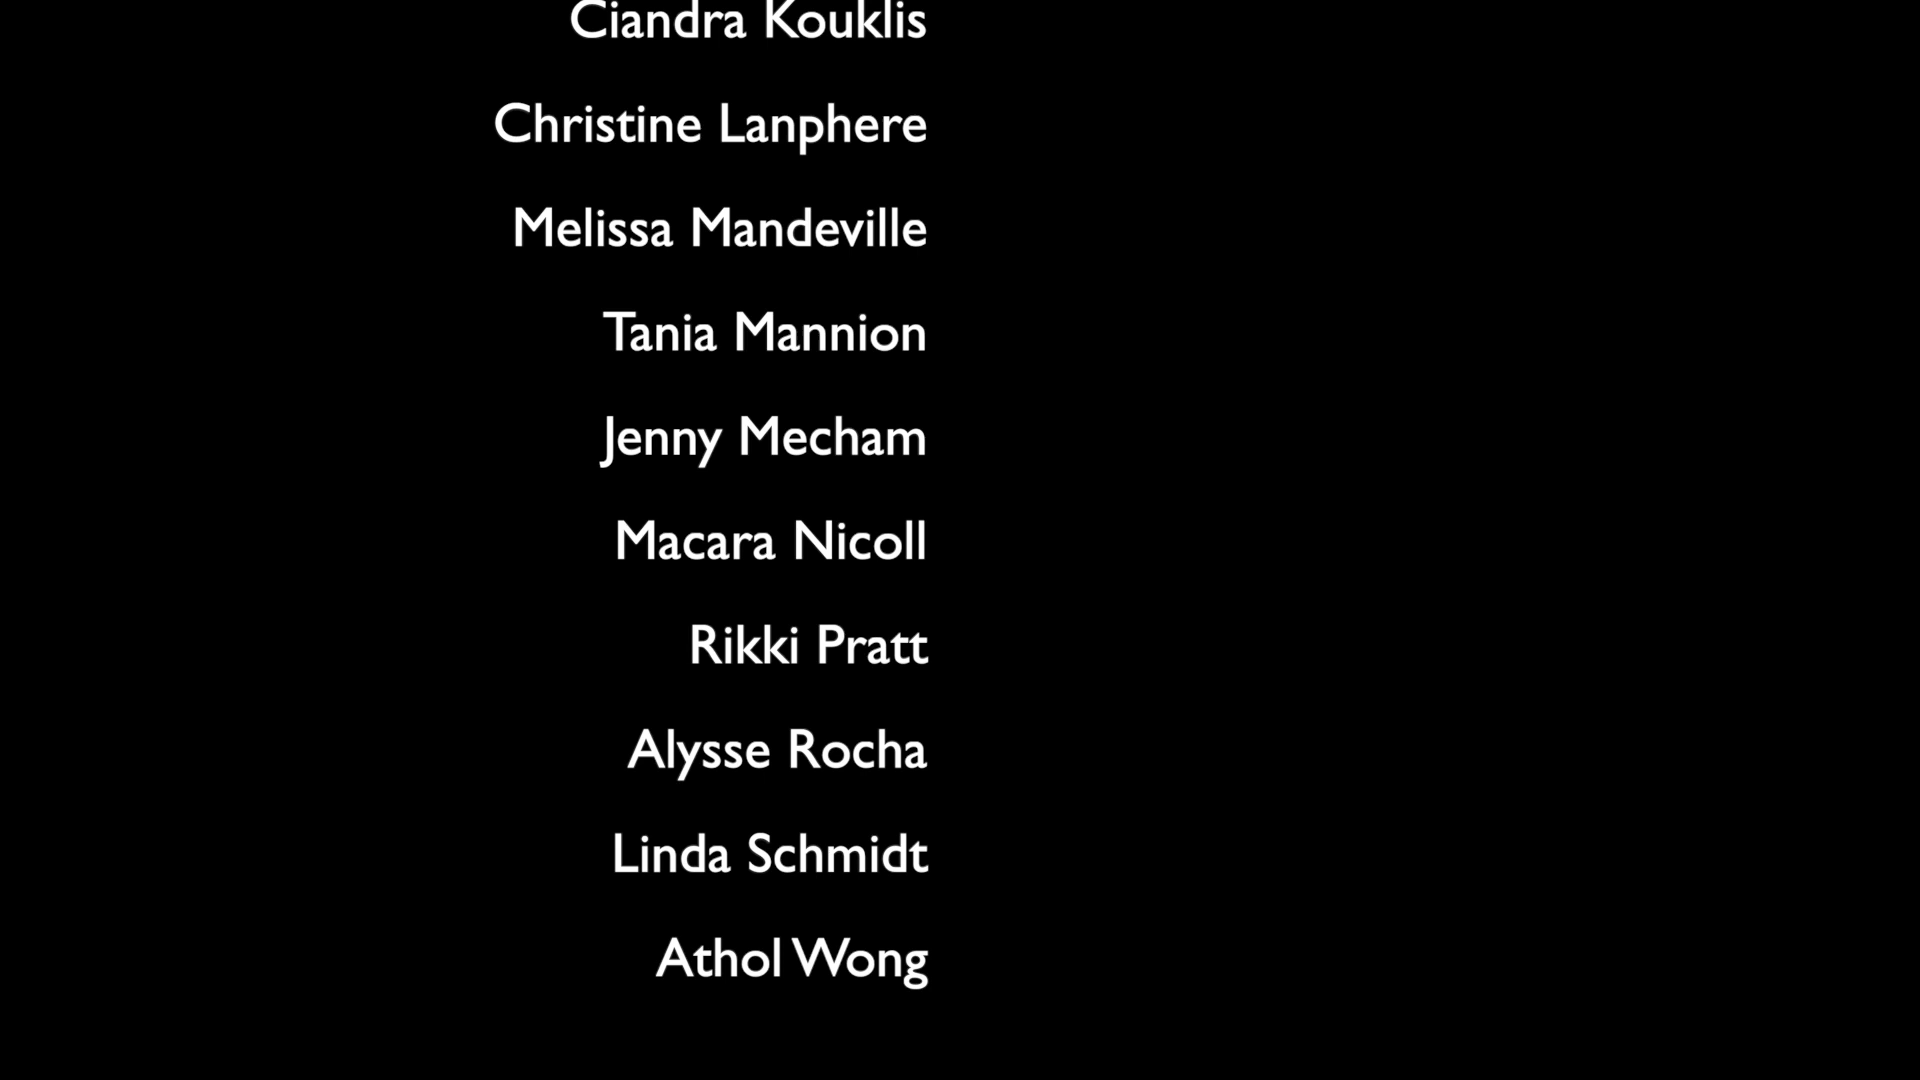 Ciandra Kouklis
Christine Lanphere
Melissa Mandeville
Tania Mannion
Jenny Mecham
Macara Nicoll
Rikki Pratt
Alysse Rocha
Linda Schmidt
Athol Wong